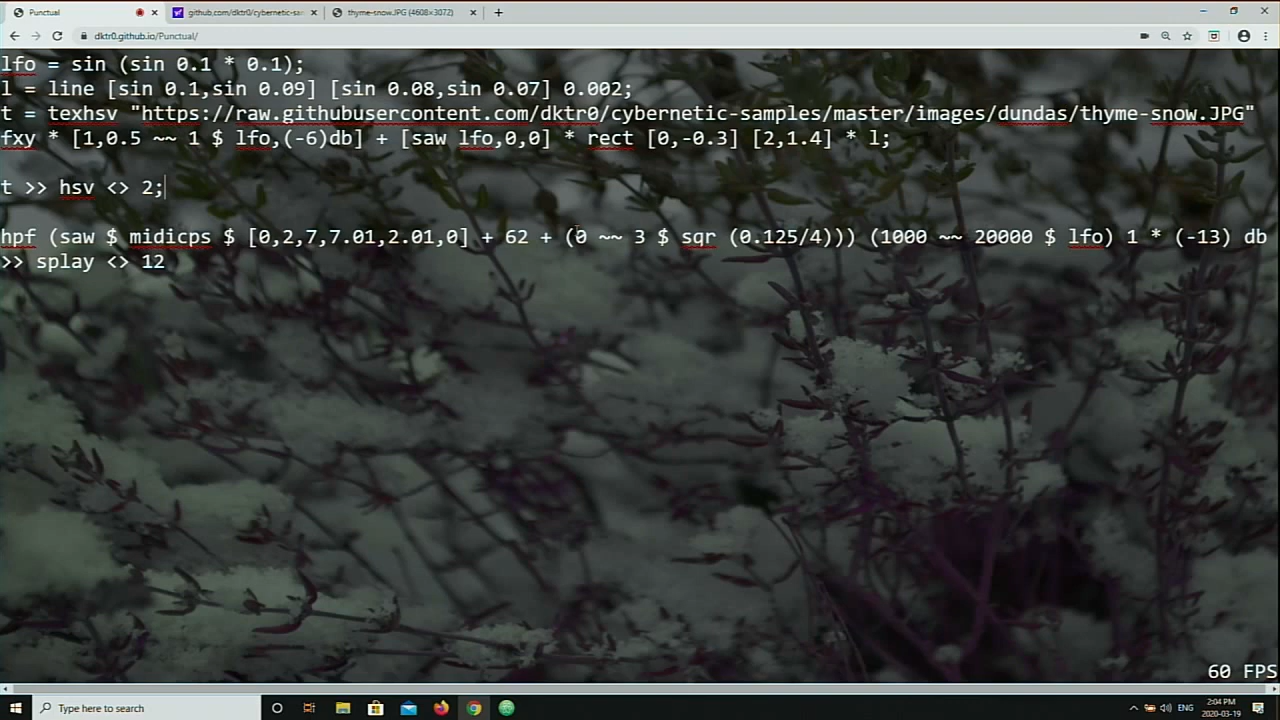 Punctual
github.com/dktr0/cybernetic-sam
thyme-snow.JPG (4608×3072)
dktr0.github.io/Punctual/
lfo = sin (sin 0.1 * 0.1);
l = line [sin 0.1,sin 0.09] [sin 0.08,sin 0.07] 0.002;
t = texhsv "https://raw.githubusercontent.com/dktr0/cybernetic-samples/master/images/dundas/thyme-snow.JPG"
fxy * [1,0.5 ~~ 1 $ lfo,(-6)db] + [saw lfo,0,0] * rect [0,-0.3] [2,1.4] * l;
t >> hsv <> 2;
hpf (saw $ midicps $ [0,2,7,7.01,2.01,0] + 62 + (0 ~~ 3 $ sqr (0.125/4))) (1000 ~~ 20000 $ lfo) 1 * (-13) db
>> splay <> 12
60 FPS
Type here to search
ENG
2:04 PM
2020-03-19